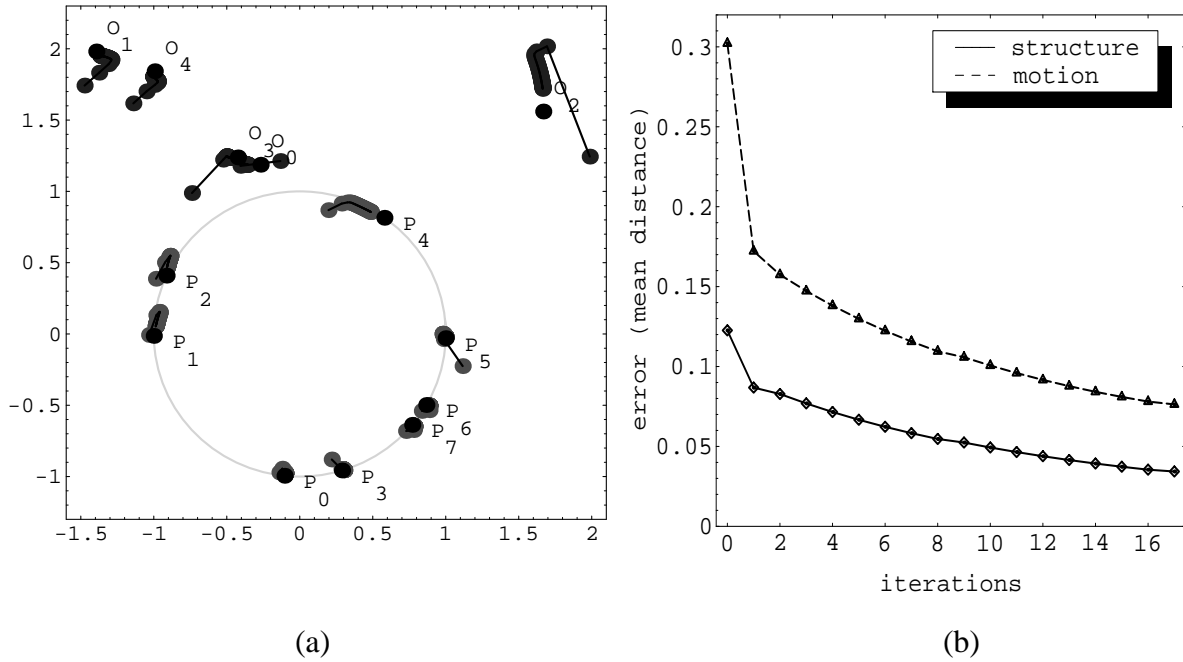 O 1
O 4
O 2
O 3
O 0
P 4
P 2
P 1
P 5
P 6
P 7
P 0
P 3
2
1.5
1
0.5
0
-0.5
-1
-1.5 -1 -0.5 0 0.5 1 1.5 2
(a)
structure
motion
error (mean distance)
0.3
0.25
0.2
0.15
0.1
0.05
0
0 2 4 6 8 10 12 14 16
iterations
(b)